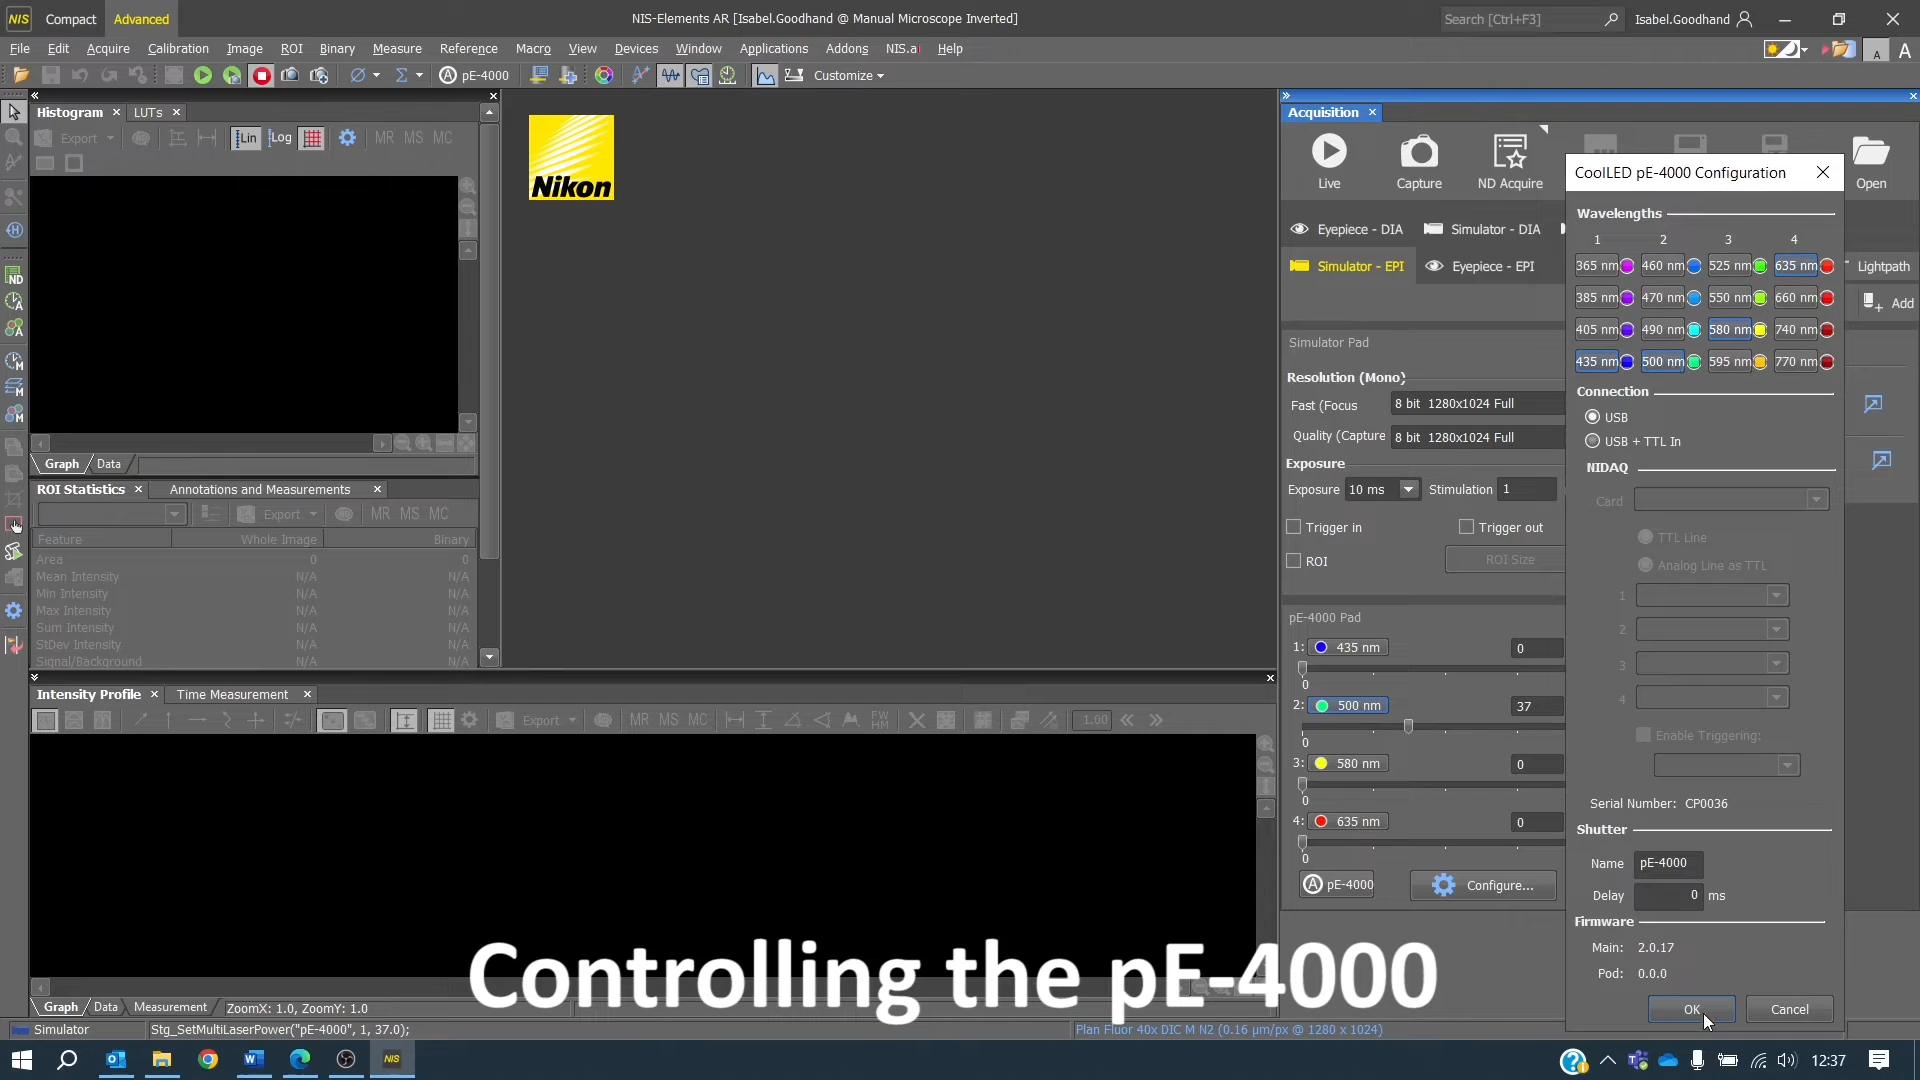 NIS Compact Advanced NIS-Elements AR [Isabel.Goodhand @ Manual Microscope Inverted] Search [Ctrl+F3] Isabel.Goodhand
File Edit Acquire Calibration Image ROI Binary Measure Reference Macro View Devices Window Applications Addons NIS.ai Help
pE-4000 Customize
Histogram LUTs
Export Lin Log MR MS MC
Nikon
Graph Data
ROI Statistics Annotations and Measurements
Export MR MS MC
Feature Whole Image Binary
Area 0 0
Mean Intensity N/A N/A
Min Intensity N/A N/A
Max Intensity N/A N/A
Sum Intensity N/A N/A
StDev Intensity N/A N/A
Signal/Background N/A N/A
Intensity Profile Time Measurement
Export MR MS MC FW HM 1.00
Graph Data Measurement ZoomX: 1.0, ZoomY: 1.0
Acquisition
Live Capture ND Acquire Open
Eyepiece - DIA Simulator - DIA
Simulator - EPI Eyepiece - EPI Lightpath
Add
Simulator Pad
Resolution (Mono)
Fast (Focus 8 bit 1280x1024 Full
Quality (Capture 8 bit 1280x1024 Full
Exposure
Exposure 10 ms Stimulation 1
Trigger in Trigger out
ROI ROI Size
pE-4000 Pad
1: 435 nm 0
0
2: 500 nm 37
0
3: 580 nm 0
0
4: 635 nm 0
0
pE-4000 Configure...
CoolLED pE-4000 Configuration
Wavelengths
1 2 3 4
365 nm 460 nm 525 nm 635 nm
385 nm 470 nm 550 nm 660 nm
405 nm 490 nm 580 nm 740 nm
435 nm 500 nm 595 nm 770 nm
Connection
USB
USB + TTL In
NIDAQ
Card
TTL Line
Analog Line as TTL
1
2
3
4
Enable Triggering:
Serial Number: CP0036
Shutter
Name pE-4000
Delay 0 ms
Firmware
Main: 2.0.17
Pod: 0.0.0
OK Cancel
Controlling the pE-4000
Simulator Stg_SetMultiLaserPower("pE-4000", 1, 37.0); Plan Fluor 40x DIC M N2 (0.16 µm/px @ 1280 x 1024)
NIS 12:37